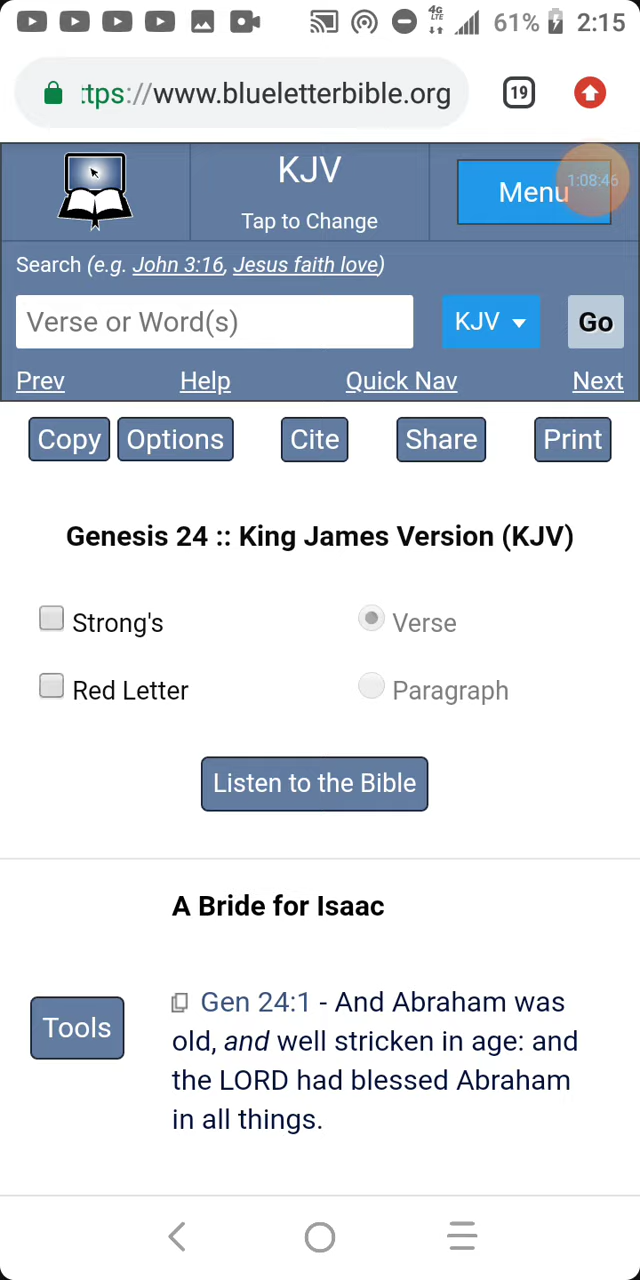 4G
LTE
61%
2:15
ttps://www.blueletterbible.org
19
KJV
Tap to Change
Menu
1:08:46
Search (e.g. John 3:16, Jesus faith love)
Verse or Word(s)
KJV
Go
Prev Help Quick Nav Next
Copy Options Cite Share Print
Genesis 24 :: King James Version (KJV)
Strong's Verse
Red Letter Paragraph
Listen to the Bible
A Bride for Isaac
Tools
Gen 24:1 - And Abraham was
old, and well stricken in age: and
the LORD had blessed Abraham
in all things.